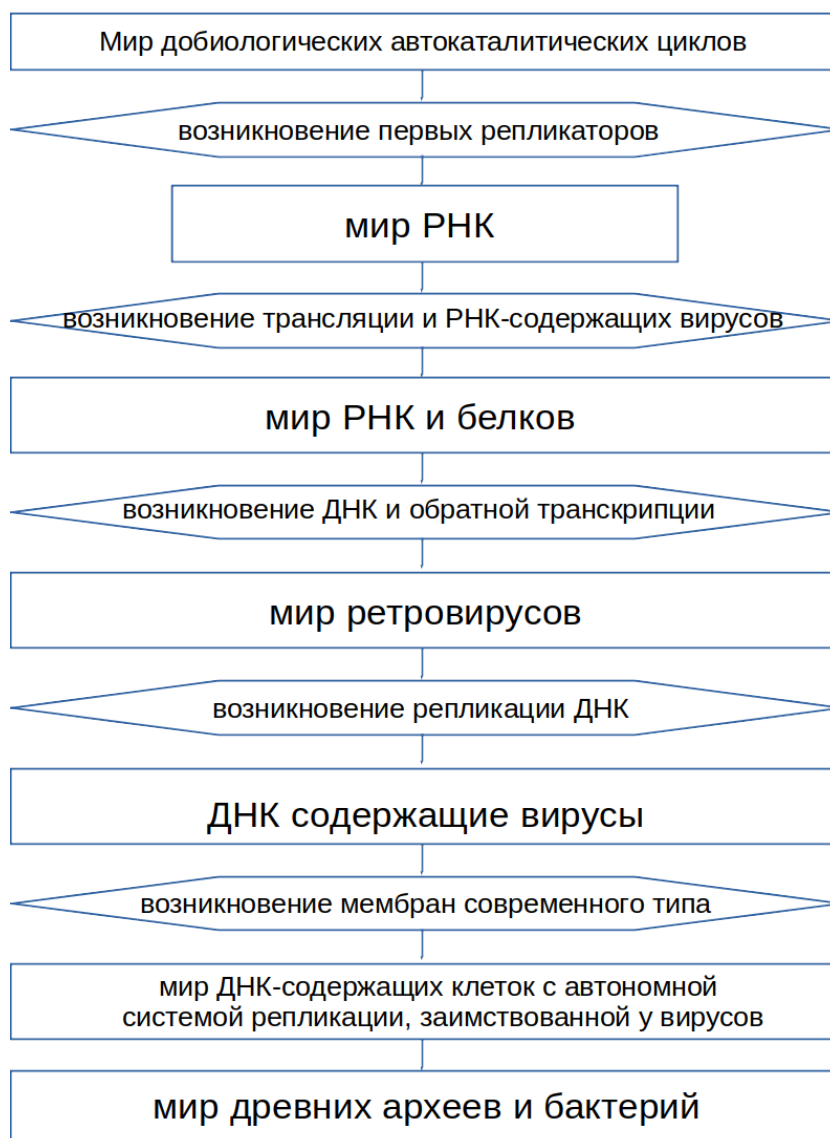 Мир добиологических автокаталитических циклов
возникновение первых репликаторов
мир РНК
возникновение трансляции и РНК-содержащих вирусов
мир РНК и белков
возникновение ДНК и обратной транскрипции
мир ретровирусов
возникновение репликации ДНК
ДНК содержащие вирусы
возникновение мембран современного типа
мир ДНК-содержащих клеток с автономной
системой репликации, заимствованной у вирусов
мир древних археев и бактерий